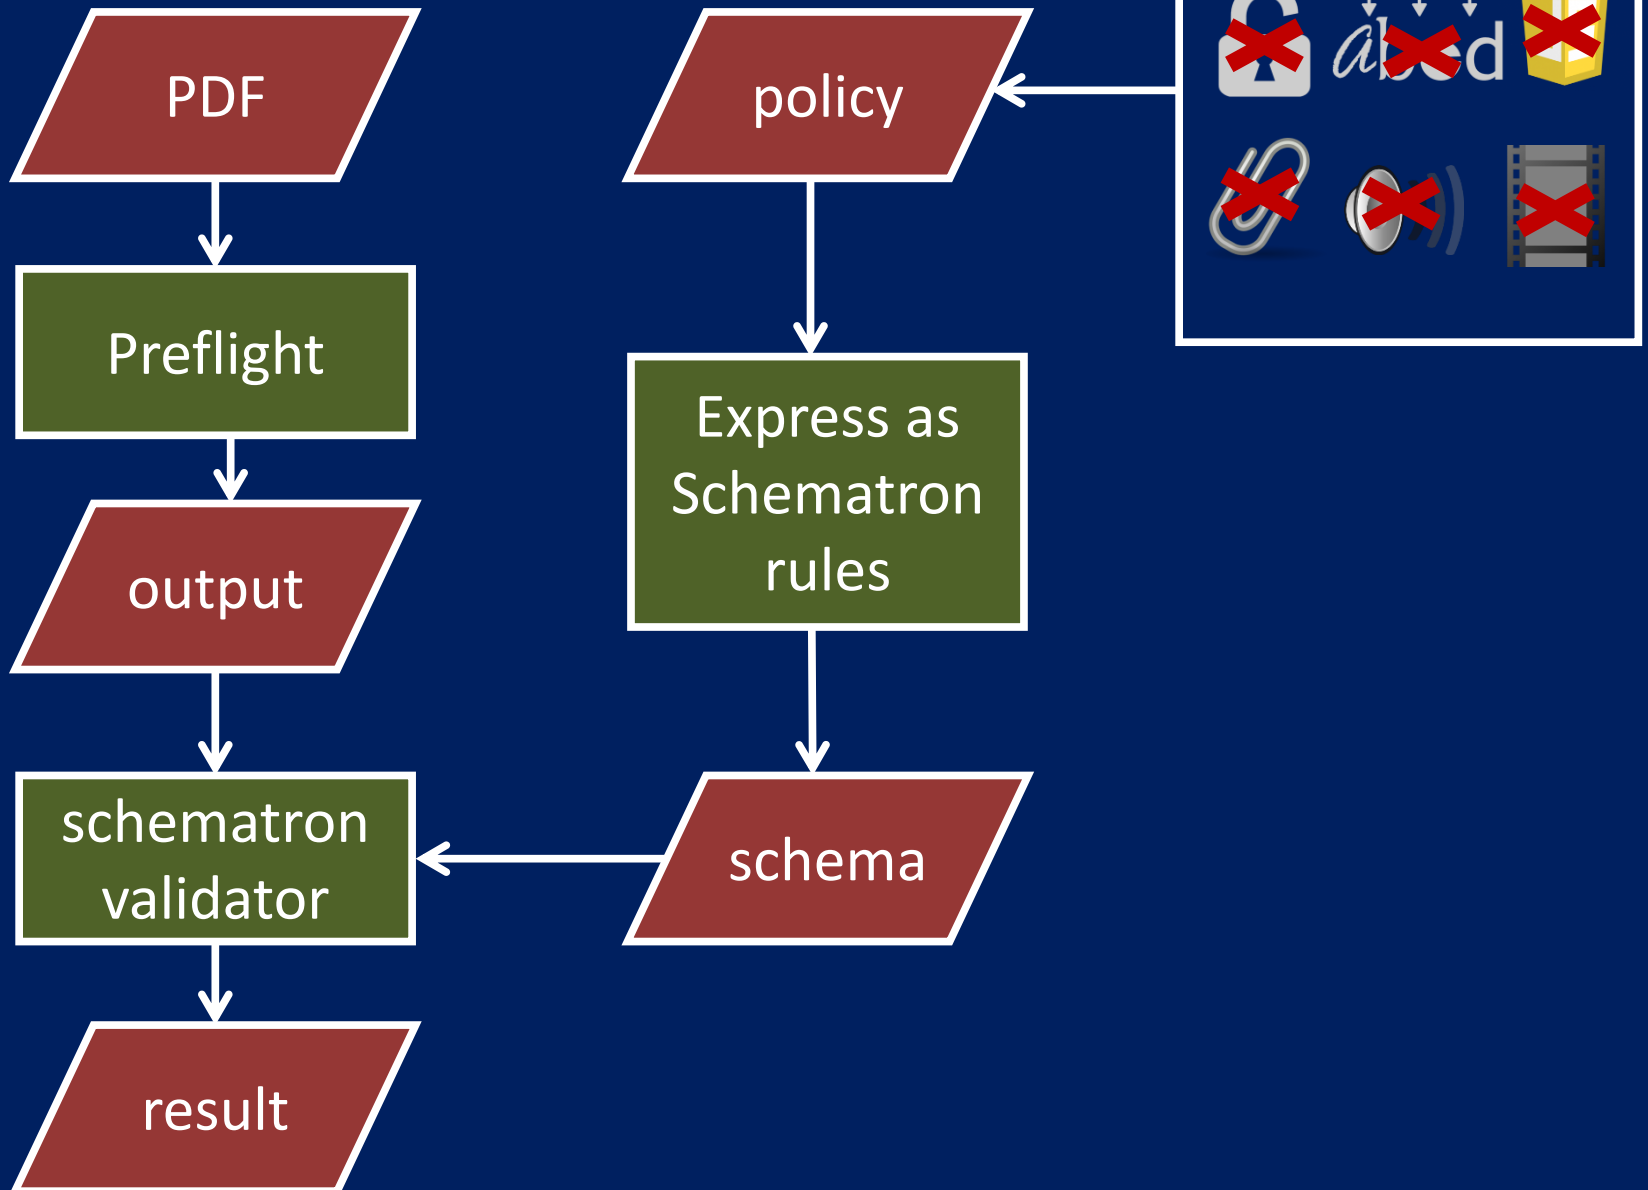 PDF
policy
Preflight
Express as
Schematron
rules
output
schematron
validator
schema
result